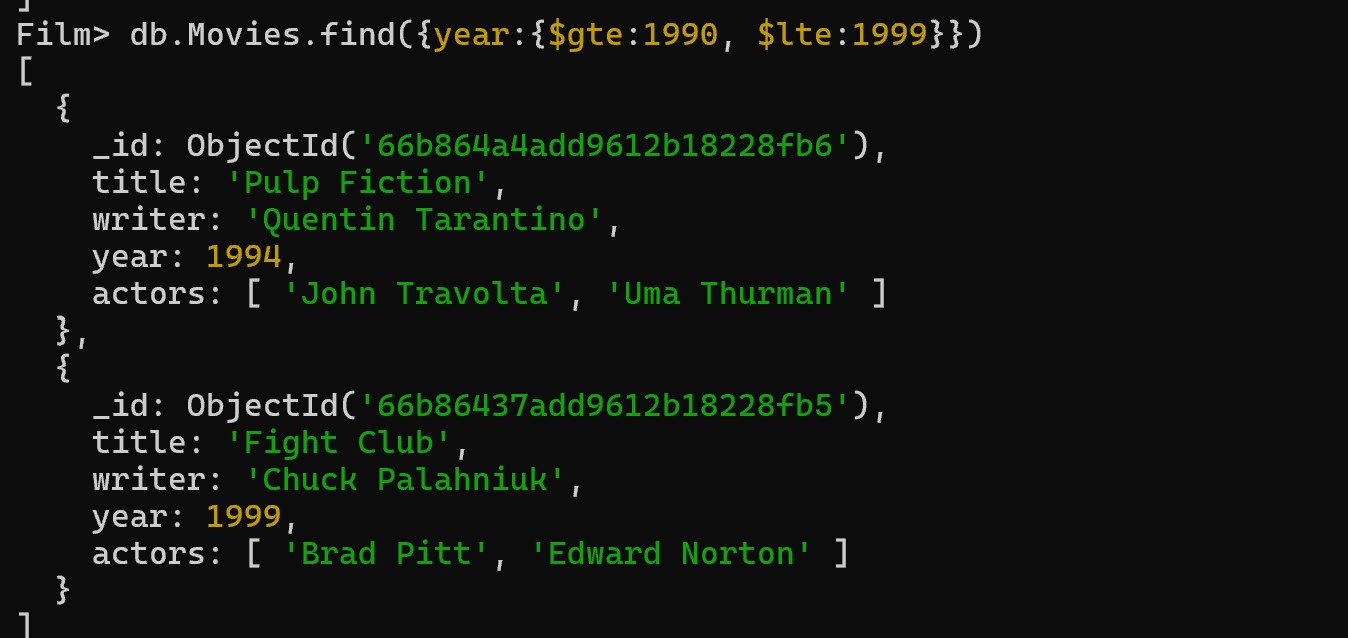 ]
Film> db.Movies.find({year:{$gte:1990, $lte:1999}})
[
  {
    _id: ObjectId('66b864a4add9612b18228fb6'),
    title: 'Pulp Fiction',
    writer: 'Quentin Tarantino',
    year: 1994,
    actors: [ 'John Travolta', 'Uma Thurman' ]
  },
  {
    _id: ObjectId('66b86437add9612b18228fb5'),
    title: 'Fight Club',
    writer: 'Chuck Palahniuk',
    year: 1999,
    actors: [ 'Brad Pitt', 'Edward Norton' ]
  }
]